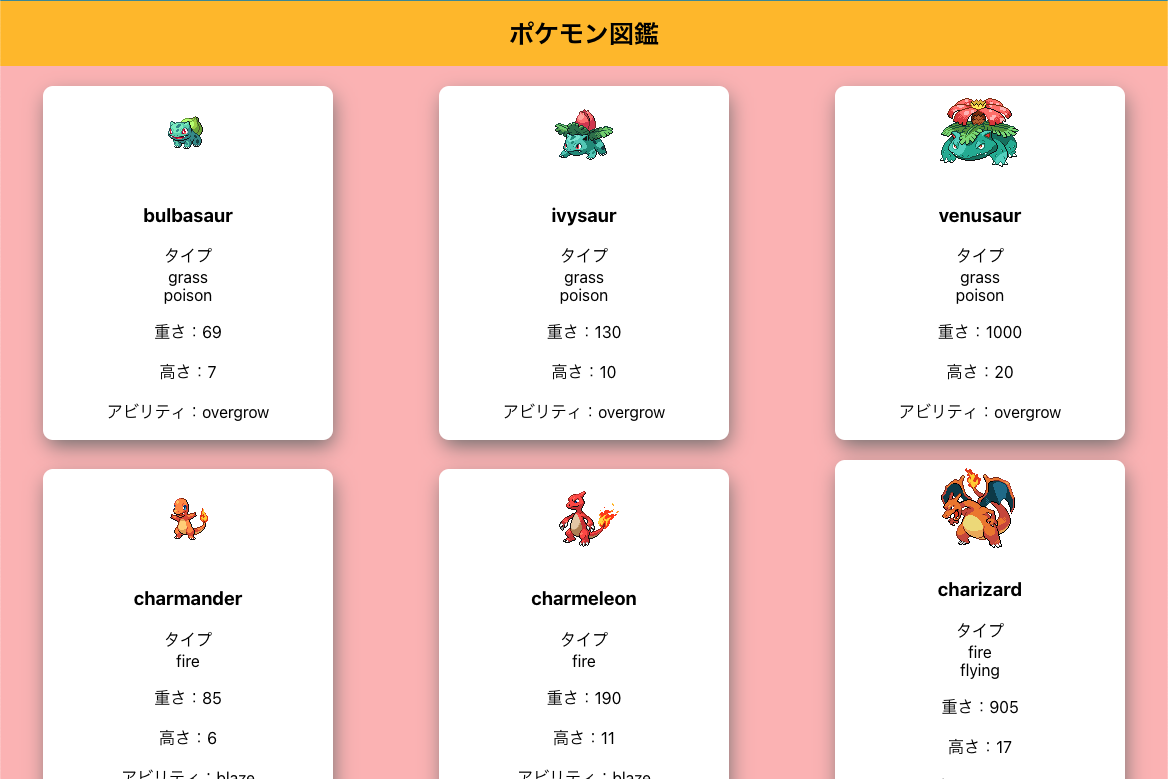 ポケモン図鑑
bulbasaur
タイプ
grass
poison
重さ：69
高さ：7
アビリティ：overgrow
ivysaur
タイプ
grass
poison
重さ：130
高さ：10
アビリティ：overgrow
venusaur
タイプ
grass
poison
重さ：1000
高さ：20
アビリティ：overgrow
charmander
タイプ
fire
重さ：85
高さ：6
アビリティ：blaze
charmeleon
タイプ
fire
重さ：190
高さ：11
アビリティ：blaze
charizard
タイプ
fire
flying
重さ：905
高さ：17